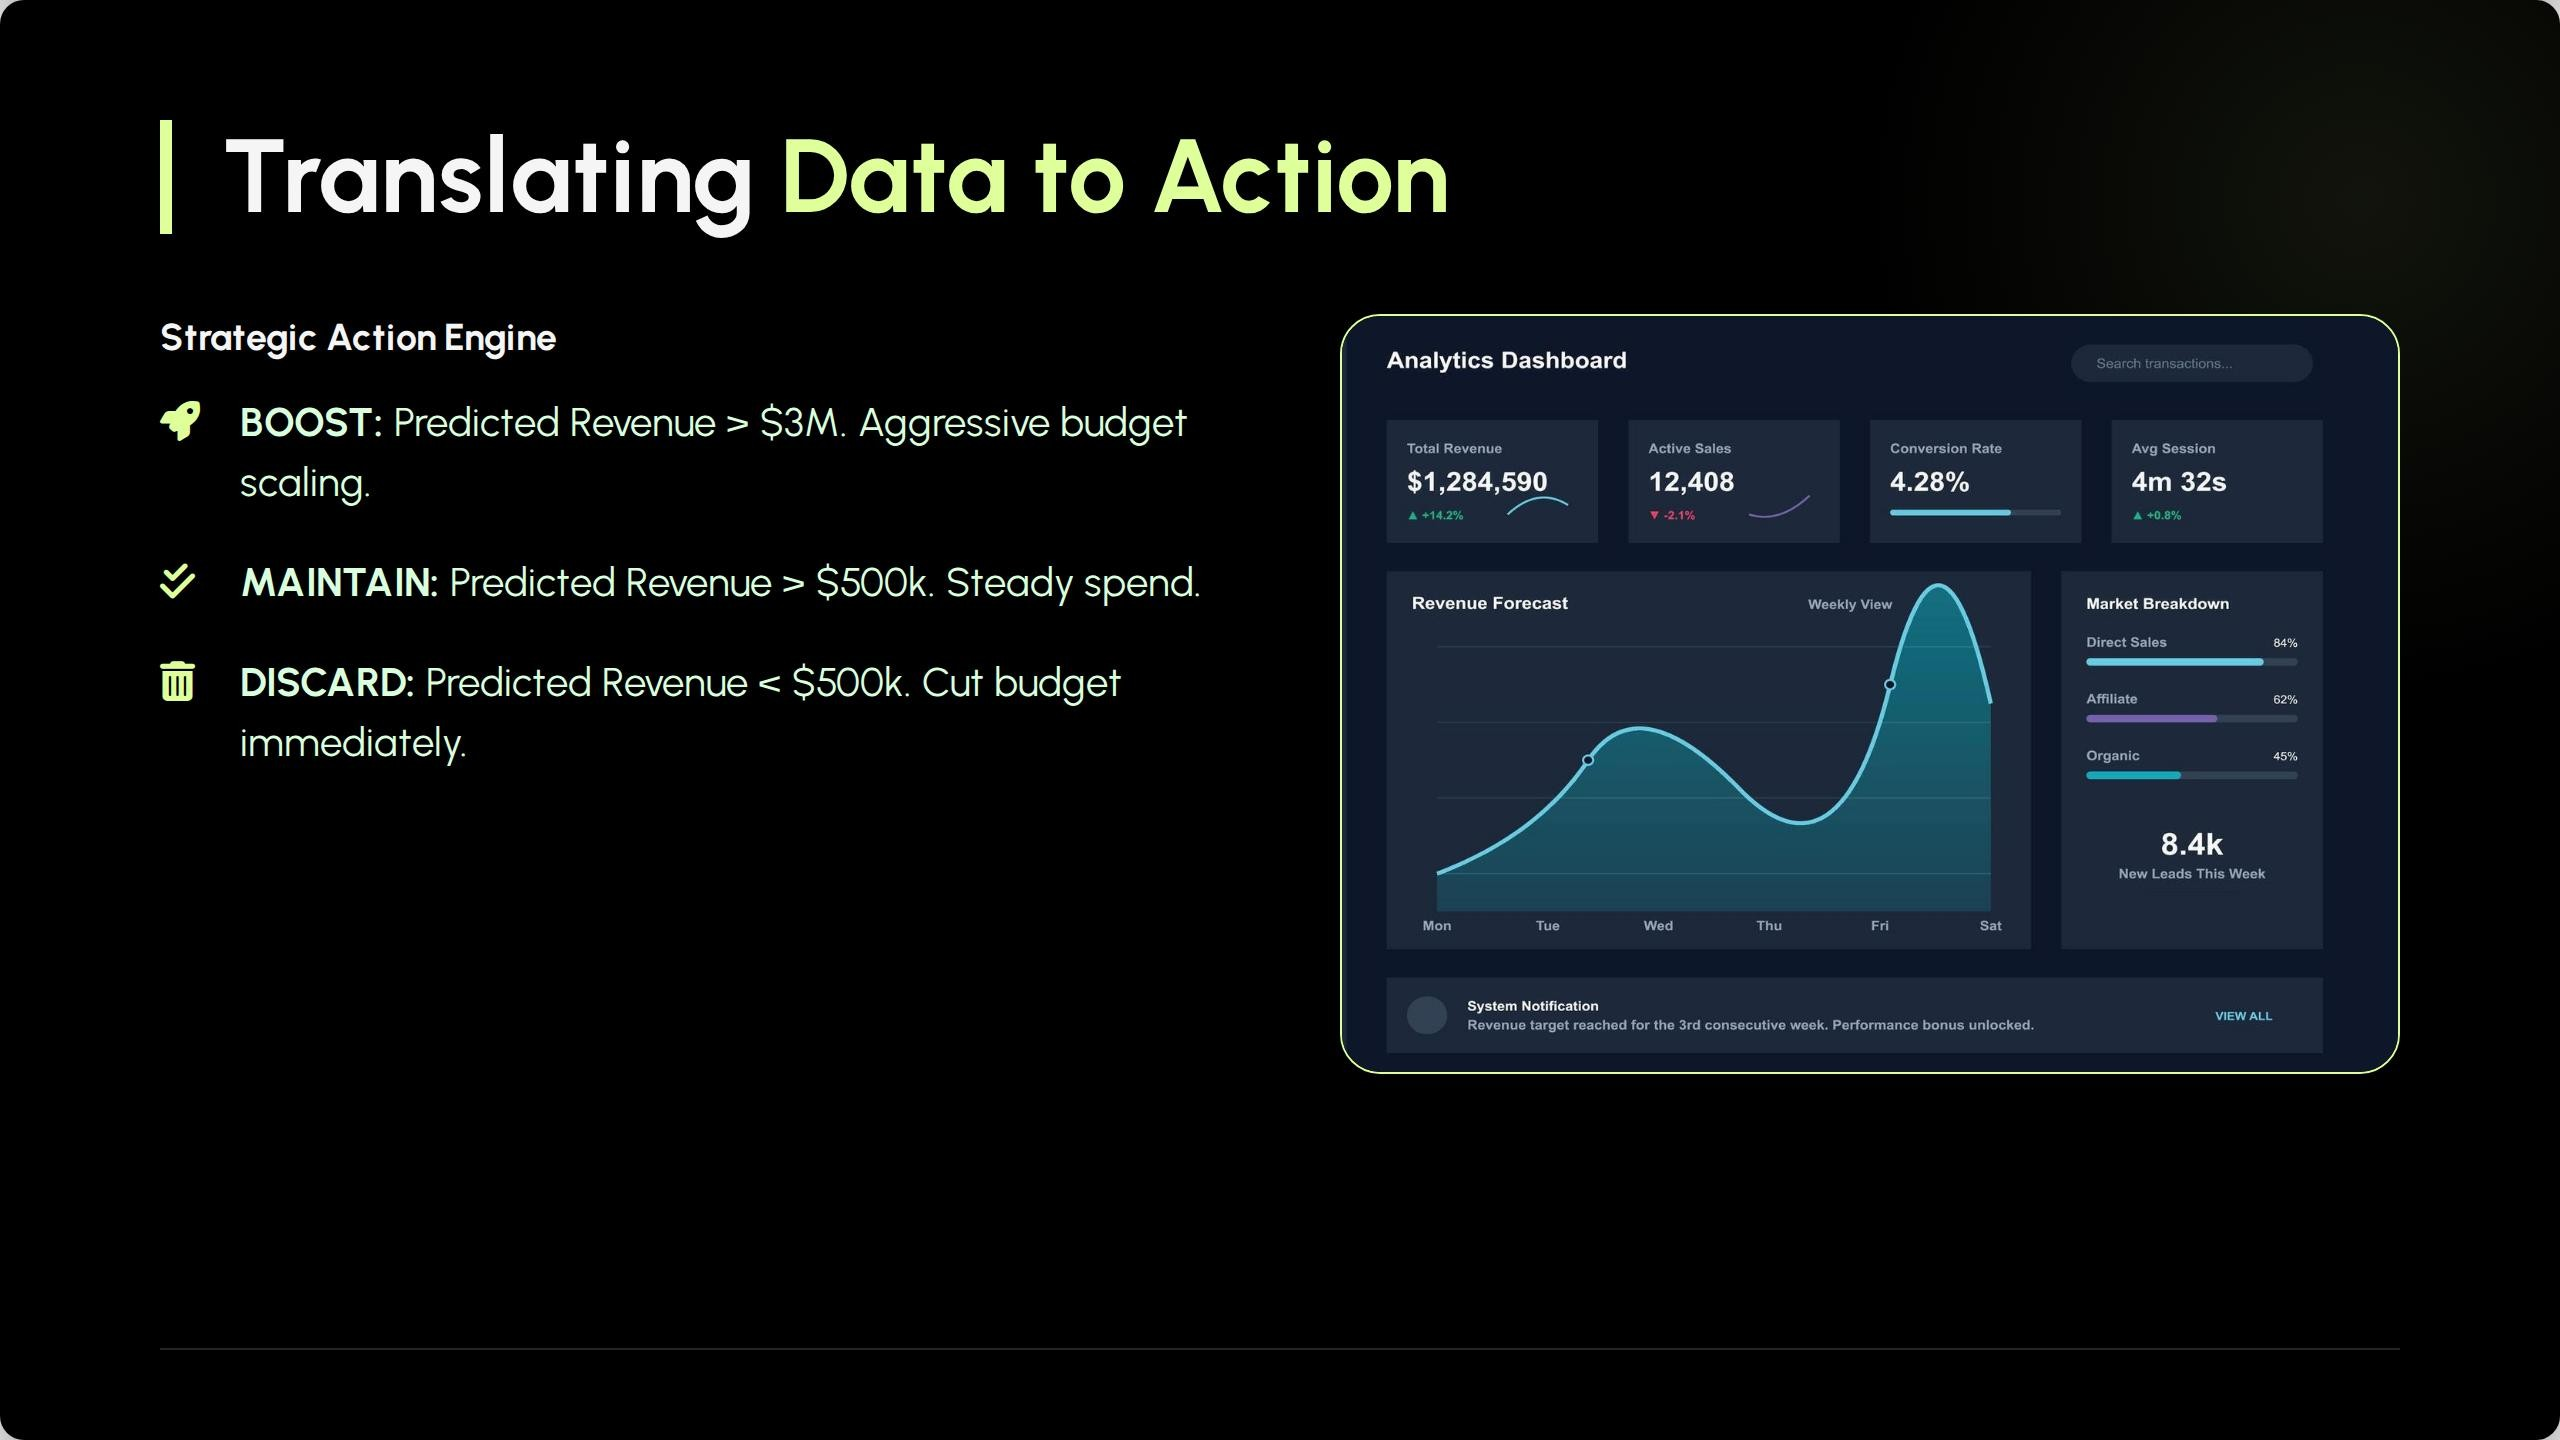 Translating Data to Action
Strategic Action Engine
BOOST: Predicted Revenue > $3M. Aggressive budget
scaling.
MAINTAIN: Predicted Revenue > $500k. Steady spend.
DISCARD: Predicted Revenue < $500k. Cut budget
immediately.
Analytics Dashboard
Search transactions...
Total Revenue
$1,284,590
▲ +14.2%
Active Sales
12,408
▼ -2.1%
Conversion Rate
4.28%
Avg Session
4m 32s
▲ +0.8%
Revenue Forecast
Weekly View
Mon Tue Wed Thu Fri Sat
Market Breakdown
Direct Sales 84%
Affiliate 62%
Organic 45%
8.4k
New Leads This Week
System Notification
Revenue target reached for the 3rd consecutive week. Performance bonus unlocked.
VIEW ALL